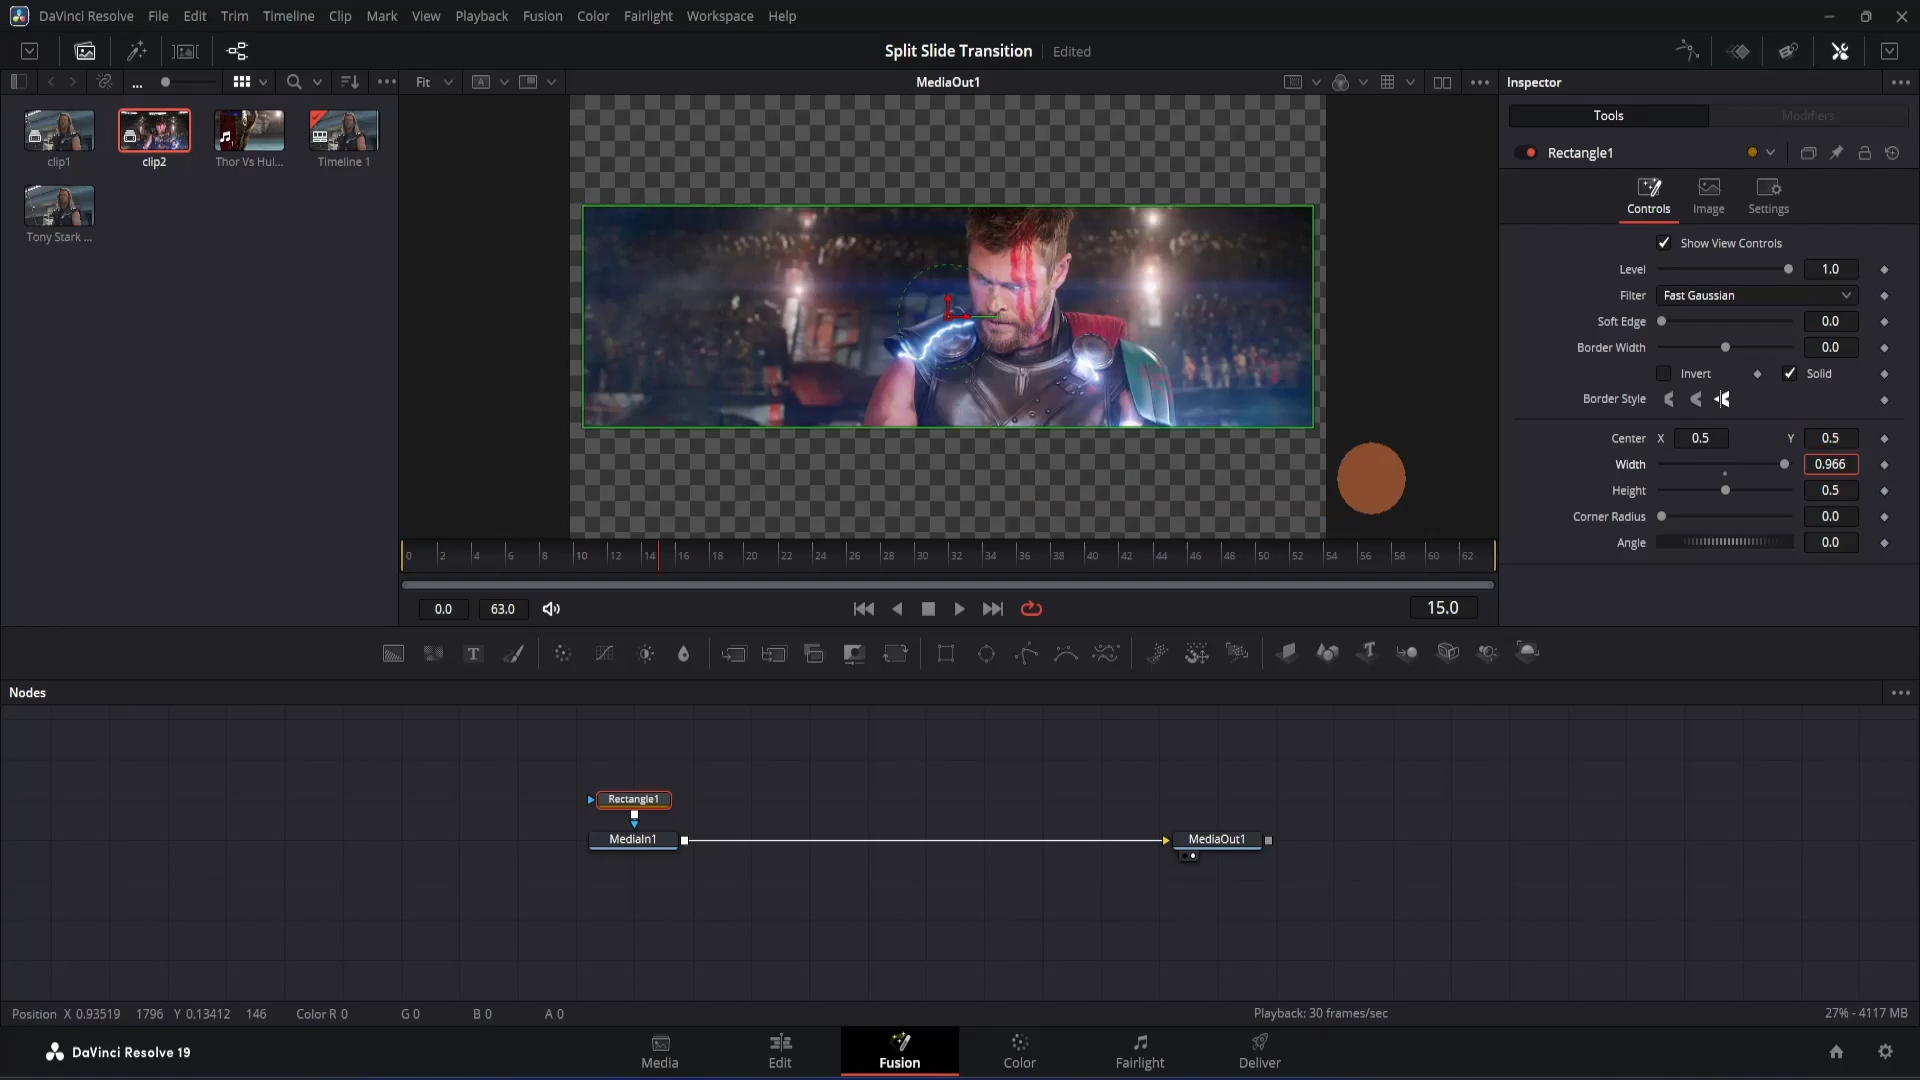 DaVinci Resolve File Edit Trim Timeline Clip Mark View Playback Fusion Color Fairlight Workspace Help
Split Slide Transition Edited
... Fit A MediaOut1 Inspector
Tools Modifiers
clip1 clip2 Thor Vs Hul... Timeline 1
Tony Stark ...
Rectangle1
Controls Image Settings
Show View Controls
Level 1.0
Filter Fast Gaussian
Soft Edge 0.0
Border Width 0.0
Invert Solid
Border Style
Center X 0.5 Y 0.5
Width 0.966
Height 0.5
Corner Radius 0.0
Angle 0.0
0 2 4 6 8 10 12 14 16 18 20 22 24 26 28 30 32 34 36 38 40 42 44 46 48 50 52 54 56 58 60 62
0.0 63.0 15.0
T T
Nodes
Rectangle1
MediaIn1 MediaOut1
Position X 0.93519 1796 Y 0.13412 146 Color R 0 G 0 B 0 A 0 Playback: 30 frames/sec 27% - 4117 MB
DaVinci Resolve 19 Media Edit Fusion Color Fairlight Deliver